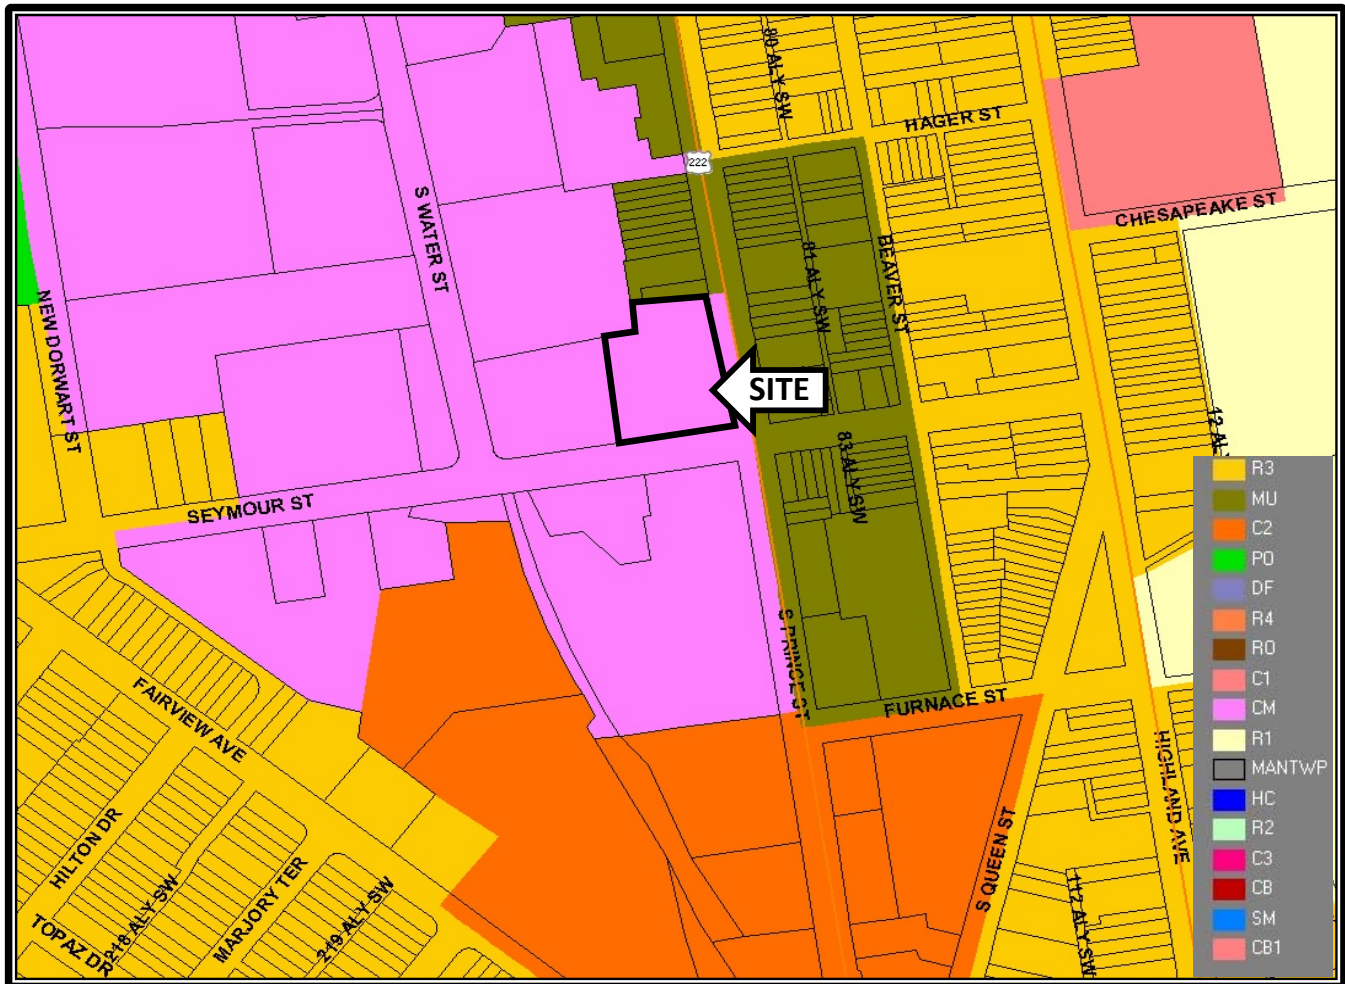 80 ALY SW
HAGER ST
222
S WATER ST
CHESAPEAKE ST
81 ALY SW
BEAVER ST
NEW DORWART ST
SITE
83 ALY SW
SEYMOUR ST
S PRINCE ST
FURNACE ST
FAIRVIEW AVE
HIGHLAND AVE
HILTON DR
S QUEEN ST
MARJORY TER
218 ALY SW
219 ALY SW
112 ALY SW
TOPAZ DR
R3
MU
C2
PO
DF
R4
RO
C1
CM
R1
MANTWP
HC
R2
C3
CB
SM
CB1